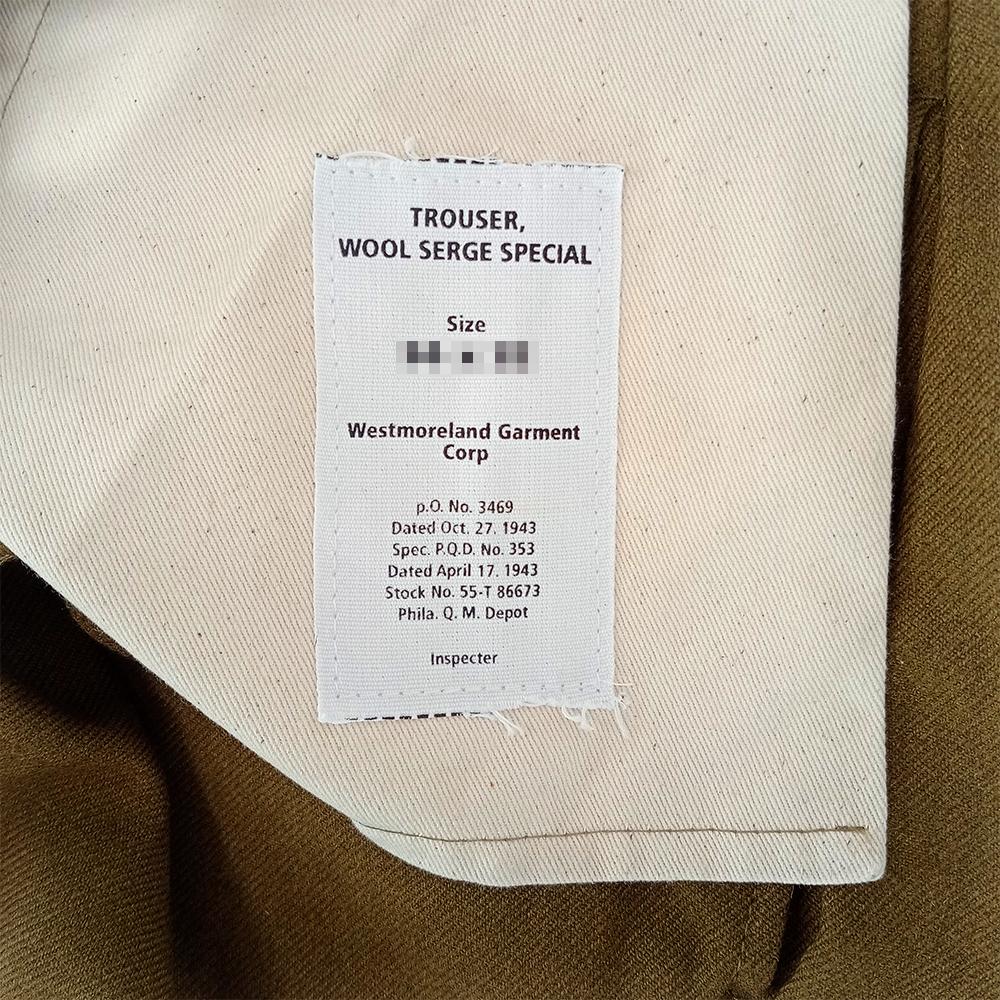 TROUSER,
WOOL SERGE SPECIAL
Size
Westmoreland Garment
Corp
p.O. No. 3469
Dated Oct. 27. 1943
Spec. P.Q.D. No. 353
Dated April 17. 1943
Stock No. 55-T 86673
Phila. Q. M. Depot
Inspecter